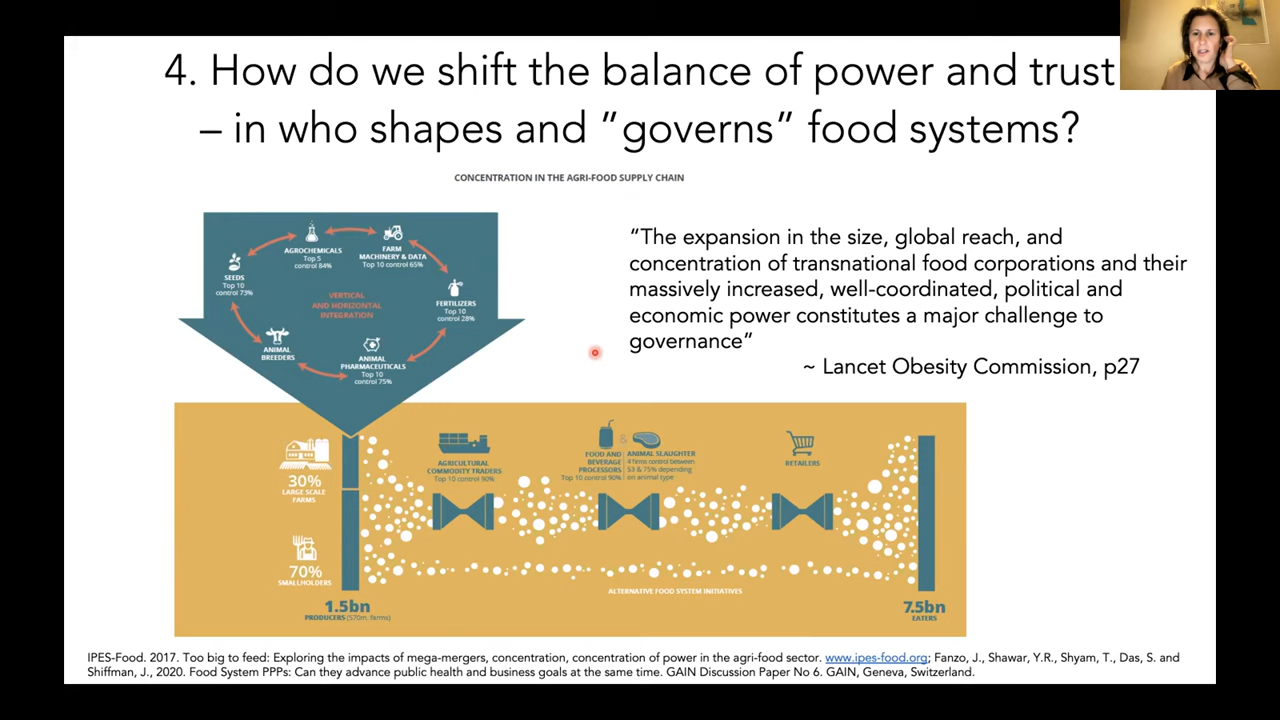 4. How do we shift the balance of power and trust
– in who shapes and ”governs” food systems?
CONCENTRATION IN THE AGRI-FOOD SUPPLY CHAIN
AGROCHEMICALS
Top 5
control 84%
FARM
MACHINERY & DATA
Top 10 control 65%
SEEDS
Top 10
control 73%
FERTILIZERS
Top 10
control 28%
VERTICAL
AND HORIZONTAL
INTEGRATION
ANIMAL
BREEDERS
ANIMAL
PHARMACEUTICALS
Top 10
control 75%
“The expansion in the size, global reach, and
concentration of transnational food corporations and their
massively increased, well-coordinated, political and
economic power constitutes a major challenge to
governance”
~ Lancet Obesity Commission, p27
30%
LARGE SCALE
FARMS
70%
SMALLHOLDERS
AGRICULTURAL
COMMODITY TRADERS
Top 10 control 90%
&
FOOD AND
BEVERAGE
PROCESSORS
Top 10 control 90%
ANIMAL SLAUGHTER
4 firms control between
53 & 75% depending
on animal type
RETAILERS
ALTERNATIVE FOOD SYSTEM INITIATIVES
1.5bn
PRODUCERS (570m. farms)
7.5bn
EATERS
IPES-Food. 2017. Too big to feed: Exploring the impacts of mega-mergers, concentration, concentration of power in the agri-food sector. www.ipes-food.org; Fanzo, J., Shawar, Y.R., Shyam, T., Das, S. and
Shiffman, J., 2020. Food System PPPs: Can they advance public health and business goals at the same time. GAIN Discussion Paper No 6. GAIN, Geneva, Switzerland.